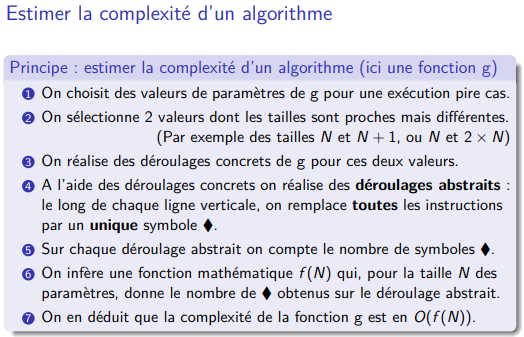 Estimer la complexité d'un algorithme
Principe : estimer la complexité d'un algorithme (ici une fonction g)
1 On choisit des valeurs de paramètres de g pour une exécution pire cas.
2 On sélectionne 2 valeurs dont les tailles sont proches mais différentes.
(Par exemple des tailles N et N + 1, ou N et 2 × N)
3 On réalise des déroulages concrets de g pour ces deux valeurs.
4 A l'aide des déroulages concrets on réalise des déroulages abstraits :
le long de chaque ligne verticale, on remplace toutes les instructions
par un unique symbole ♦.
5 Sur chaque déroulage abstrait on compte le nombre de symboles ♦.
6 On infère une fonction mathématique f(N) qui, pour la taille N des
paramètres, donne le nombre de ♦ obtenus sur le déroulage abstrait.
7 On en déduit que la complexité de la fonction g est en O(f(N)).